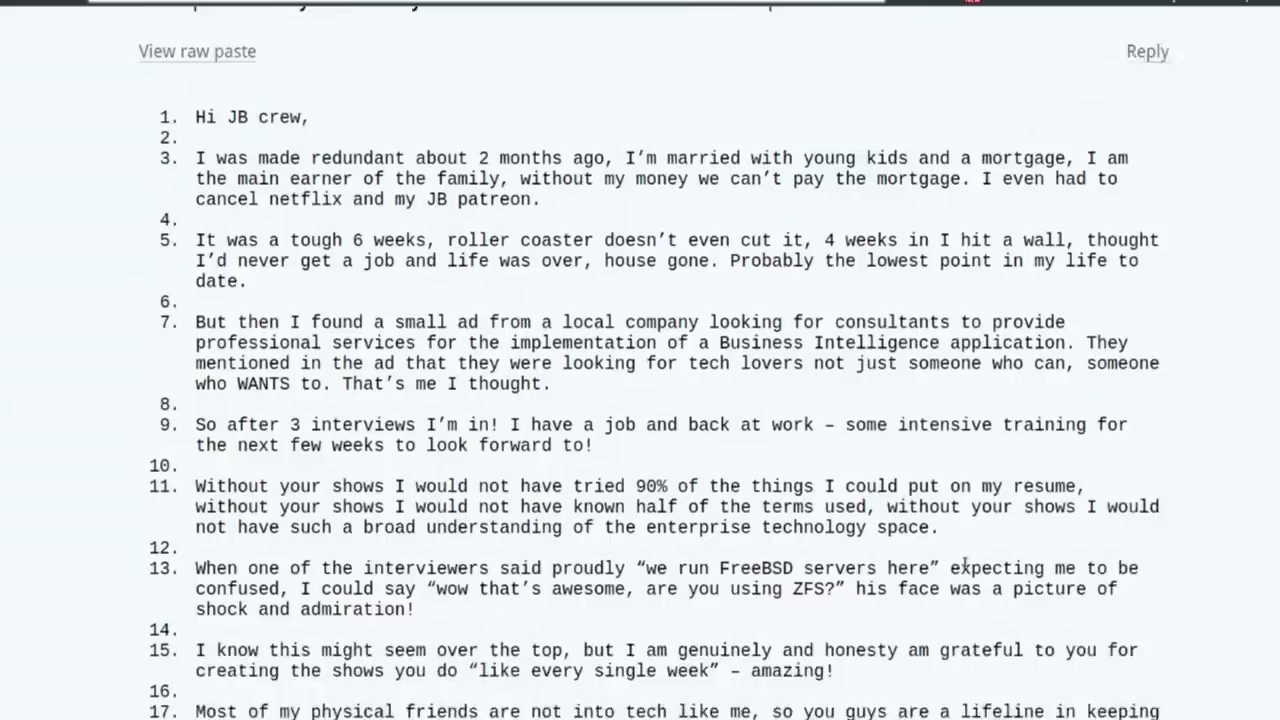 View raw paste
Reply
1. Hi JB crew,
2.
3. I was made redundant about 2 months ago, I’m married with young kids and a mortgage, I am
the main earner of the family, without my money we can’t pay the mortgage. I even had to
cancel netflix and my JB patreon.
4.
5. It was a tough 6 weeks, roller coaster doesn’t even cut it, 4 weeks in I hit a wall, thought
I’d never get a job and life was over, house gone. Probably the lowest point in my life to
date.
6.
7. But then I found a small ad from a local company looking for consultants to provide
professional services for the implementation of a Business Intelligence application. They
mentioned in the ad that they were looking for tech lovers not just someone who can, someone
who WANTS to. That’s me I thought.
8.
9. So after 3 interviews I’m in! I have a job and back at work – some intensive training for
the next few weeks to look forward to!
10.
11. Without your shows I would not have tried 90% of the things I could put on my resume,
without your shows I would not have known half of the terms used, without your shows I would
not have such a broad understanding of the enterprise technology space.
12.
13. When one of the interviewers said proudly “we run FreeBSD servers here” expecting me to be
confused, I could say “wow that’s awesome, are you using ZFS?” his face was a picture of
shock and admiration!
14.
15. I know this might seem over the top, but I am genuinely and honesty am grateful to you for
creating the shows you do “like every single week” – amazing!
16.
17. Most of my physical friends are not into tech like me, so you guys are a lifeline in keeping